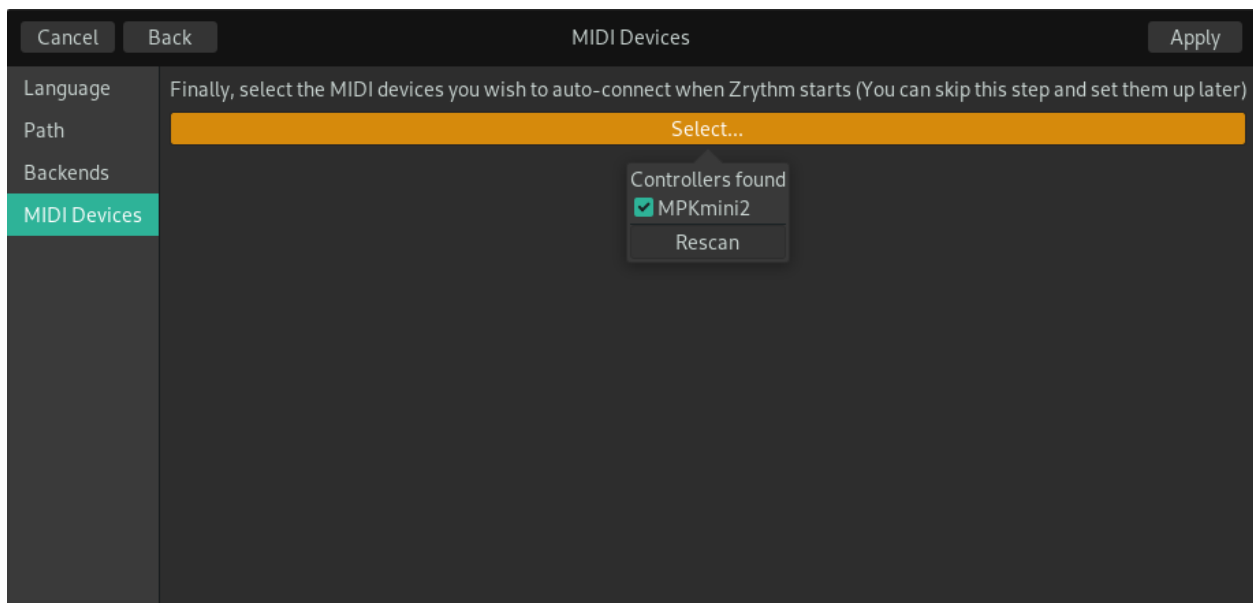 Cancel
Back
MIDI Devices
Apply
Language
Path
Backends
MIDI Devices
Finally, select the MIDI devices you wish to auto-connect when Zrythm starts (You can skip this step and set them up later)
Select...
Controllers found
MPKmini2
Rescan